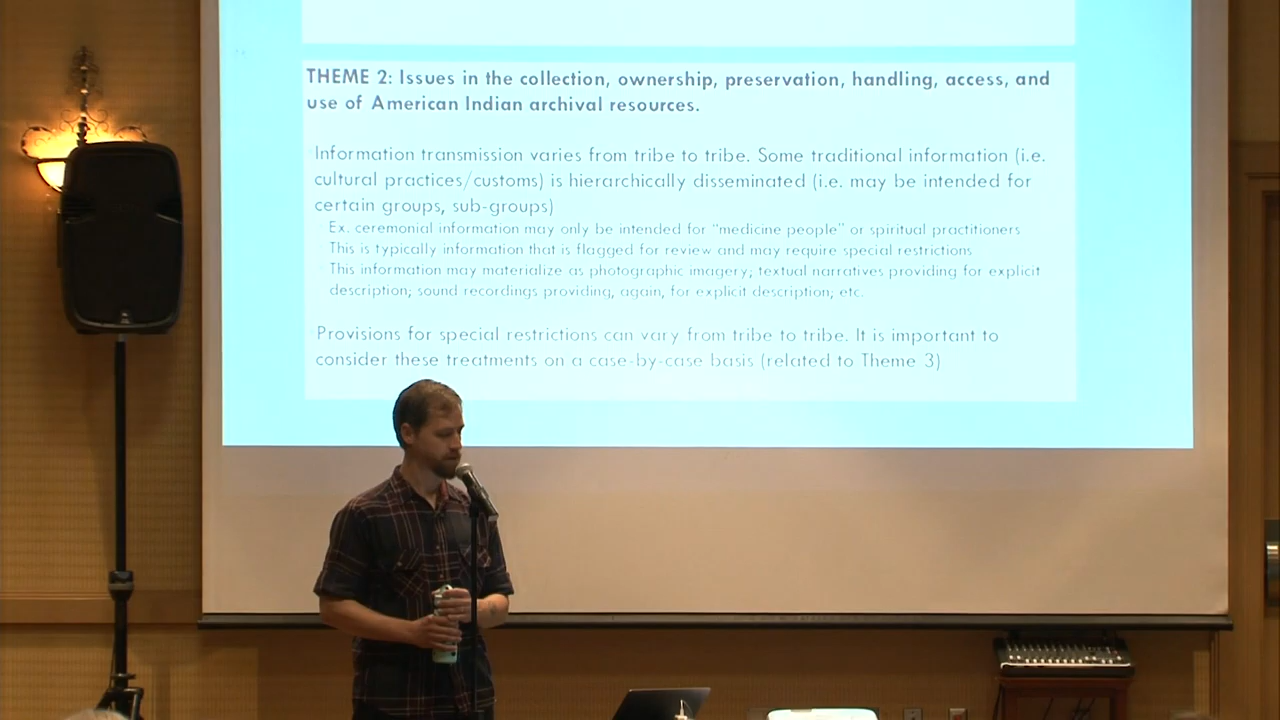 THEME 2: Issues in the collection, ownership, preservation, handling, access, and
use of American Indian archival resources.
Information transmission varies from tribe to tribe. Some traditional information (i.e.
cultural practices/customs) is hierarchically disseminated (i.e. may be intended for
certain groups, sub-groups)
Ex. ceremonial information may only be intended for "medicine people" or spiritual practitioners
This is typically information that is flagged for review and may require special restrictions
This information may materialize as photographic imagery; textual narratives providing for explicit
description; sound recordings providing, again, for explicit description; etc.
Provisions for special restrictions can vary from tribe to tribe. It is important to
consider these treatments on a case-by-case basis (related to Theme 3)